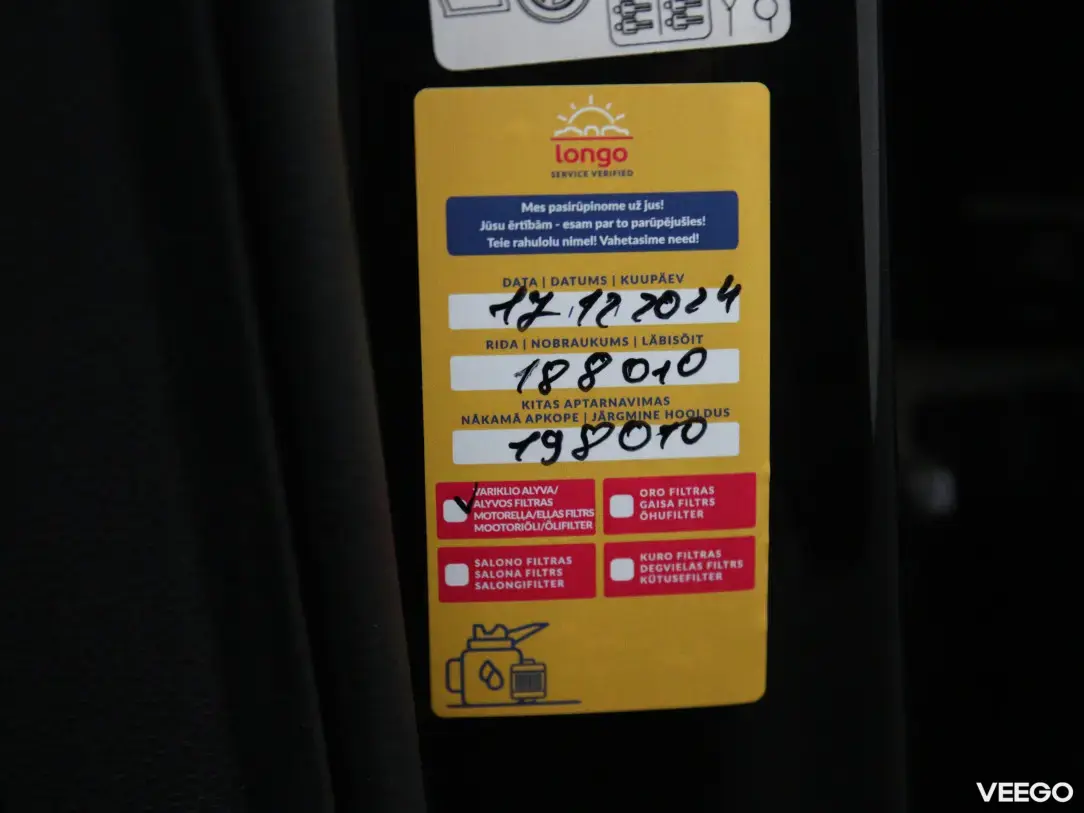 longo
SERVICE VERIFIED
Mes pasirūpinome už jus!
Jūsu ērtībām - esam par to parūpējušies!
Teie rahulolu nimel! Vahetasime need!
DATA | DATUMS | KUUPÄEV
17.12.2024
RIDA | NOBRAUKUMS | LÄBISÕIT
188010
KITAS APTARNAVIMAS
NĀKAMĀ APKOPE | JÄRGMINE HOOLDUS
198010
VARIKLIO ALYVA/
ALYVOS FILTRAS
MOTOREĻĻA/EĻĻAS FILTRS
MOOTORIÕLI/ÕLIFILTER
ORO FILTRAS
GAISA FILTRS
ÕHUFILTER
SALONO FILTRAS
SALONA FILTRS
SALONGIFILTER
KURO FILTRAS
DEGVIELAS FILTRS
KÜTUSEFILTER
VEEGO